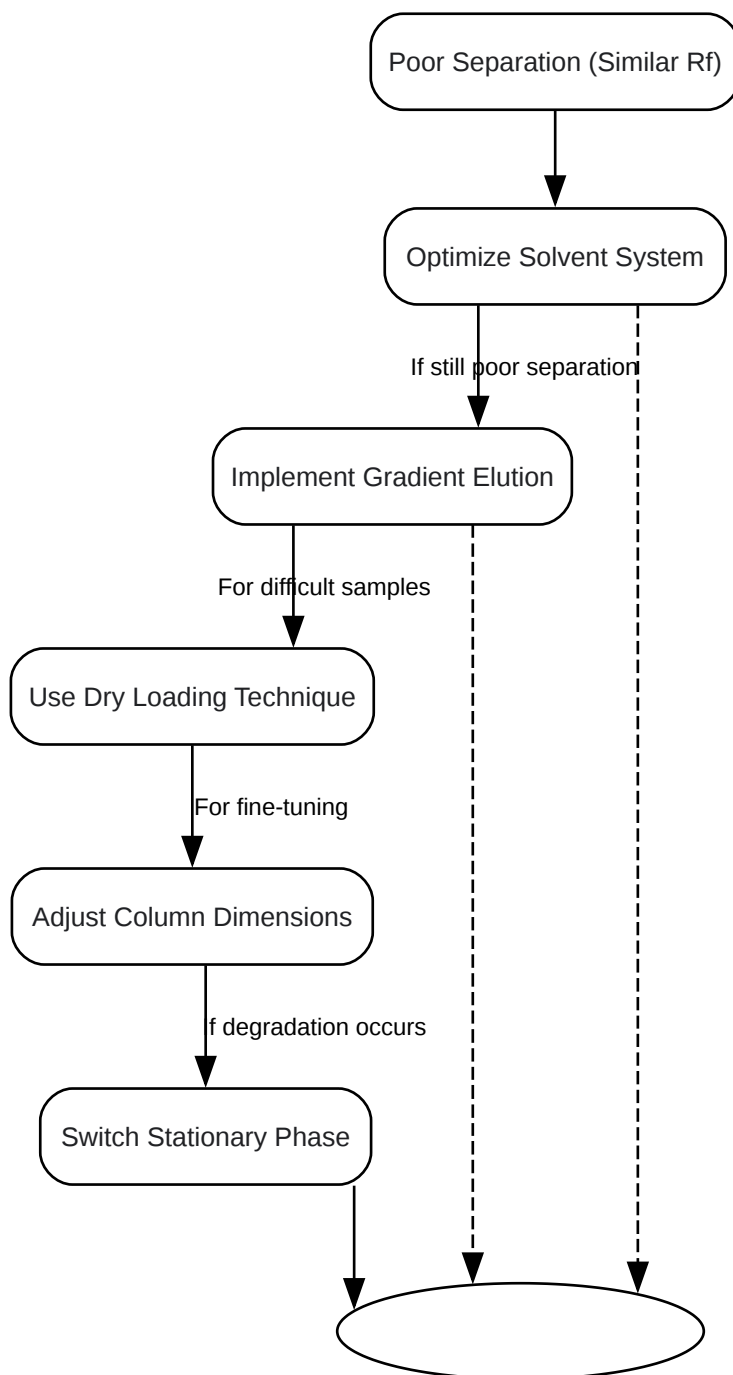 Poor Separation (Similar Rf)
Optimize Solvent System
If still poor separation
Implement Gradient Elution
For difficult samples
Use Dry Loading Technique
For fine-tuning
Adjust Column Dimensions
If degradation occurs
Switch Stationary Phase